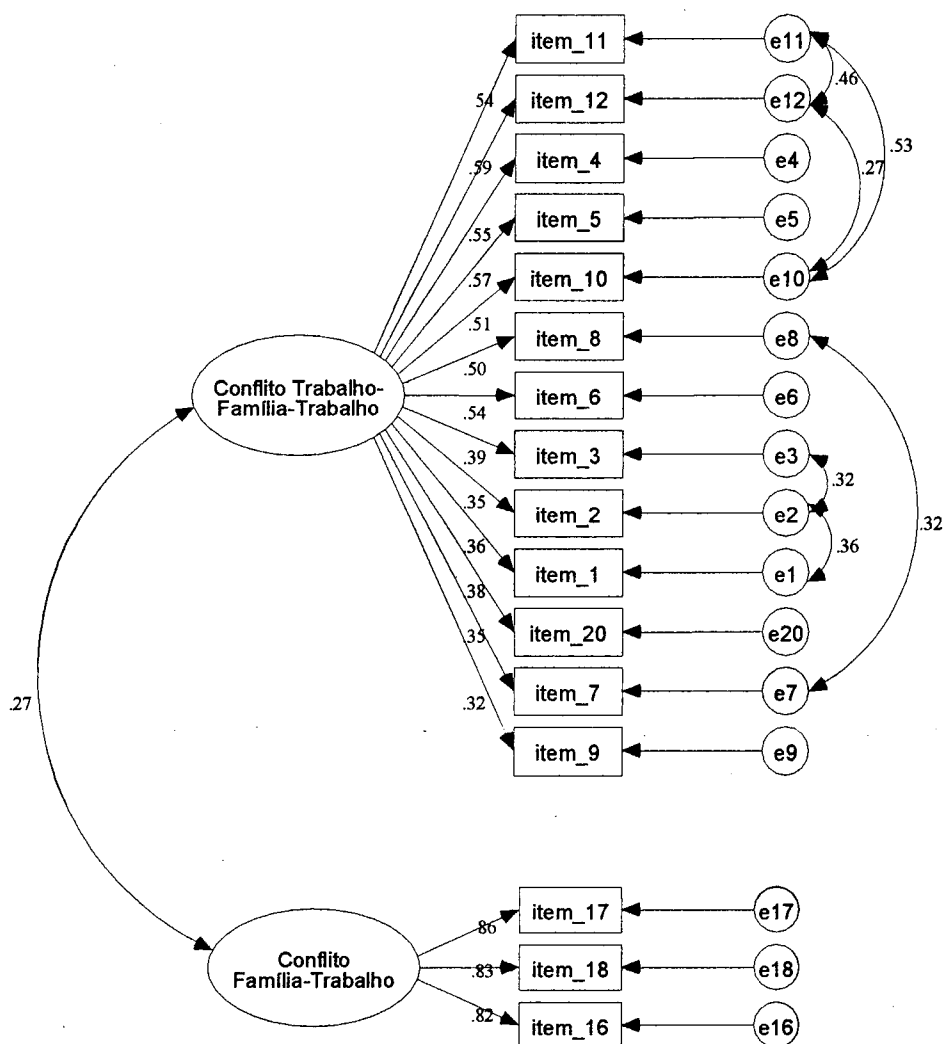 item_11
e11
.46
.54
item_12
e12
.59
item_4
e4
.53
.27
.55
item_5
e5
.57
item_10
e10
.51
item_8
e8
.50
Conflito Trabalho-
Família-Trabalho
item_6
e6
.54
item_3
e3
.39
.32
item_2
e2
.35
.32
.36
item_1
e1
.36
.38
item_20
e20
.35
item_7
e7
.32
.27
item_9
e9
item_17
e17
.86
Conflito
Família-Trabalho
item_18
e18
.83
item_16
e16
.82